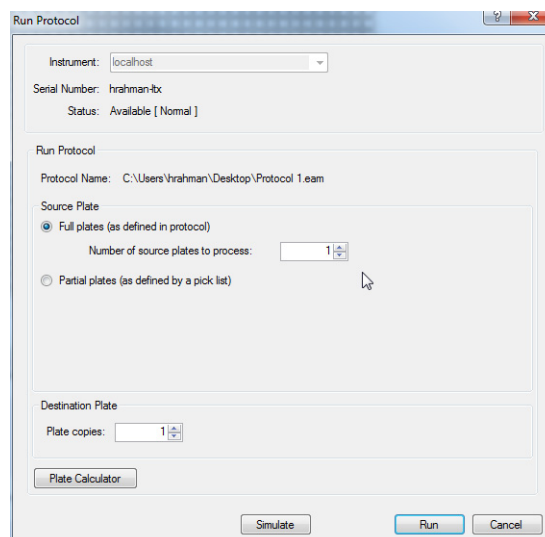 Run Protocol
Instrument: localhost
Serial Number: hrahman-ltx
Status: Available [ Normal ]
Run Protocol
Protocol Name: C:\Users\hrahman\Desktop\Protocol 1.eam
Source Plate
Full plates (as defined in protocol)
Number of source plates to process: 1
Partial plates (as defined by a pick list)
Destination Plate
Plate copies: 1
Plate Calculator
Simulate Run Cancel